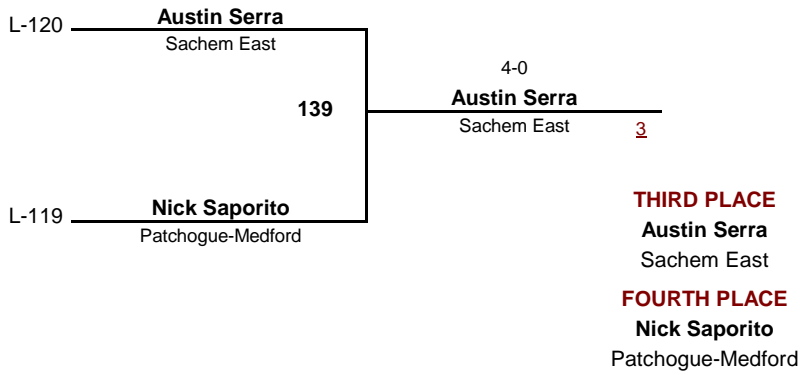 L-120
Austin Serra
Sachem East
139
4-0
Austin Serra
Sachem East
3
L-119
Nick Saporito
Patchogue-Medford
THIRD PLACE
Austin Serra
Sachem East
FOURTH PLACE
Nick Saporito
Patchogue-Medford